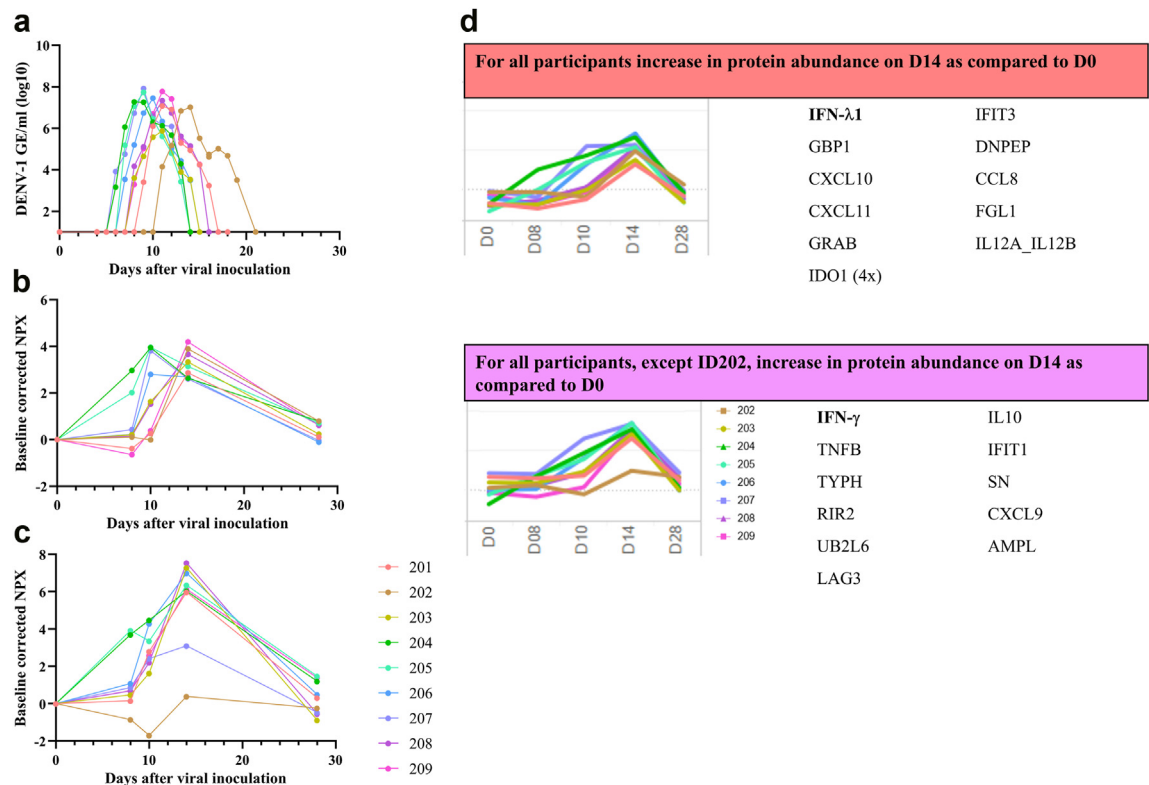 a
DENV-1 GE/ml (log10)
10
8
6
4
2
0 10 20 30
Days after viral inoculation
b
Baseline corrected NPX
6
4
2
0
-2
0 10 20 30
Days after viral inoculation
c
Baseline corrected NPX
8
6
4
2
0
-2
0 10 20 30
Days after viral inoculation
201
202
203
204
205
206
207
208
209
d
For all participants increase in protein abundance on D14 as compared to D0
D0 D08 D10 D14 D28
IFN-λ1 IFIT3
GBP1 DNPEP
CXCL10 CCL8
CXCL11 FGL1
GRAB IL12A_IL12B
IDO1 (4x)
For all participants, except ID202, increase in protein abundance on D14 as
compared to D0
D0 D08 D10 D14 D28
202
203
204
205
206
207
208
209
IFN-γ IL10
TNFB IFIT1
TYPH SN
RIR2 CXCL9
UB2L6 AMPL
LAG3